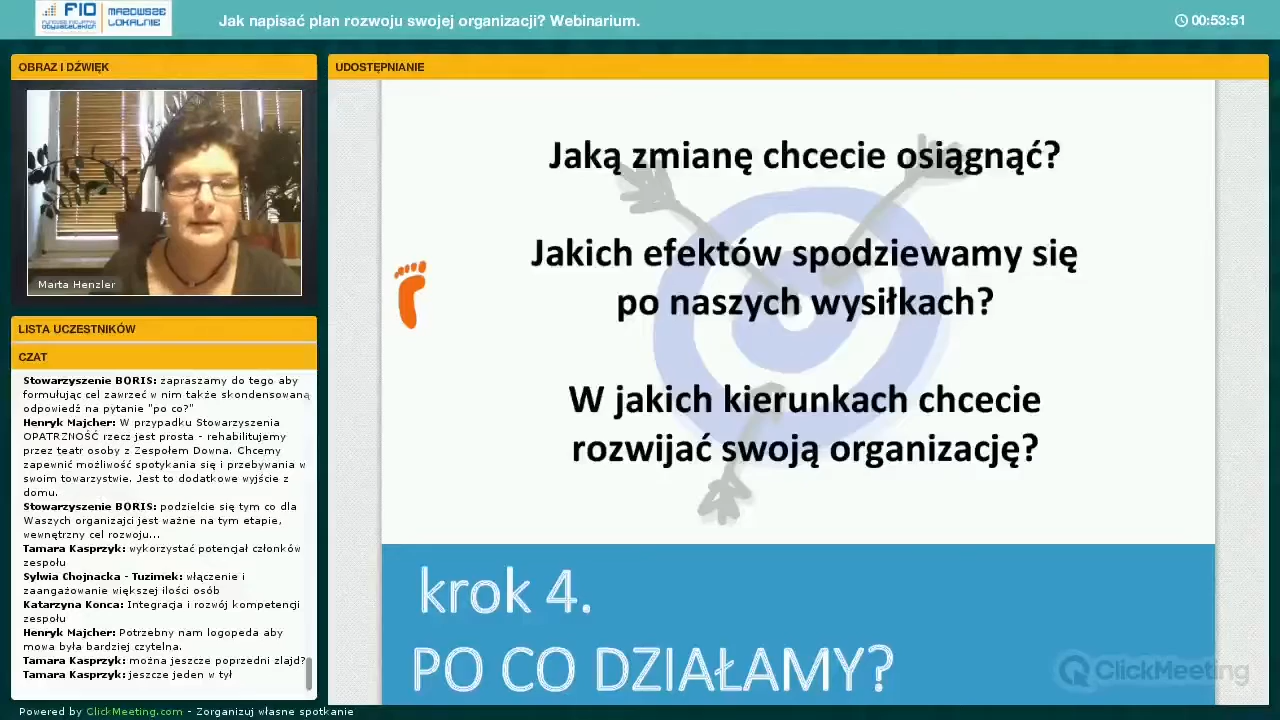 FIO
FUNDUSZ INICJATYW
obywatelskich
MAZOWSZE
LOKALNIE
Jak napisać plan rozwoju swojej organizacji? Webinarium.
00:53:51
OBRAZ I DŹWIĘK
Marta Henzler
LISTA UCZESTNIKÓW
CZAT
Stowarzyszenie BORIS: zapraszamy do tego aby
formułując cel zawrzeć w nim także skondensowaną
odpowiedź na pytanie "po co?"
Henryk Majcher: W przypadku Stowarzyszenia
OPATRZNOŚĆ rzecz jest prosta - rehabilitujemy
przez teatr osoby z Zespołem Downa. Chcemy
zapewnić możliwość spotykania się i przebywania w
swoim towarzystwie. Jest to dodatkowe wyjście z
domu.
Stowarzyszenie BORIS: podzielcie się tym co dla
Waszych organizajci jest ważne na tym etapie,
wewnętrzny cel rozwoju...
Tamara Kasprzyk: wykorzystać potencjał członków
zespołu
Sylwia Chojnacka - Tuzimek: włączenie i
zaangażowanie większej ilości osób
Katarzyna Konca: Integracja i rozwój kompetencji
zespołu
Henryk Majcher: Potrzebny nam logopeda aby
mowa była bardziej czytelna.
Tamara Kasprzyk: można jeszcze poprzedni zlajd?
Tamara Kasprzyk: jeszcze jeden w tył
UDOSTĘPNIANIE
Jaką zmianę chcecie osiągnąć?
Jakich efektów spodziewamy się
po naszych wysiłkach?
W jakich kierunkach chcecie
rozwijać swoją organizację?
krok 4.
PO CO DZIAŁAMY?
ClickMeeting
Powered by ClickMeeting.com - Zorganizuj własne spotkanie